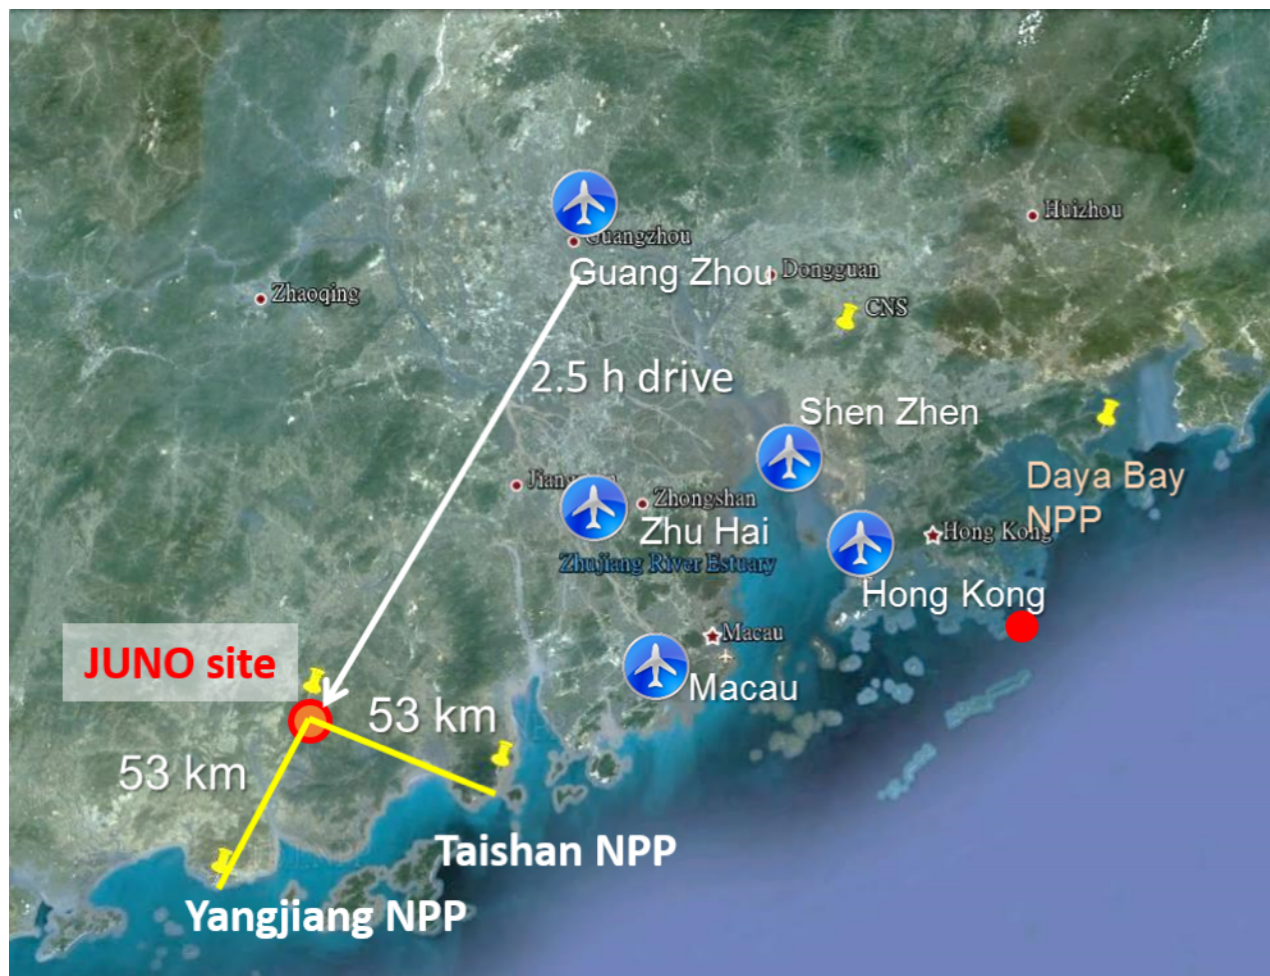 Huizhou
Guangzhou
Guang Zhou
Dongguan
Zhaoqing
CNS
2.5 h drive
Shen Zhen
Daya Bay
NPP
Zhongshan
Zhu Hai
Hong Kong
Zhujiang River Estuary
Hong Kong
Macau
JUNO site
Macau
53 km
53 km
Taishan NPP
Yangjiang NPP